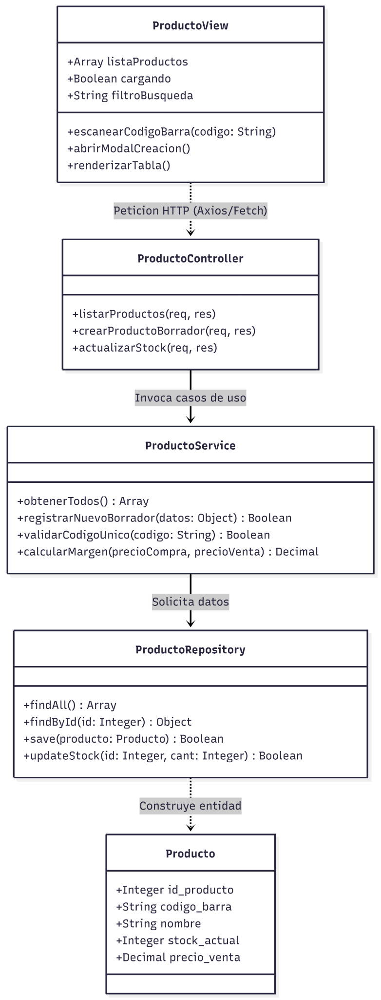 ProductoView
+Array listaProductos
+Boolean cargando
+String filtroBusqueda
+escanearCodigoBarra(codigo: String)
+abrirModalCreacion()
+renderizarTabla()
Peticion HTTP (Axios/Fetch)
ProductoController
+listarProductos(req, res)
+crearProductoBorrador(req, res)
+actualizarStock(req, res)
Invoca casos de uso
ProductoService
+obtenerTodos() : Array
+registrarNuevoBorrador(datos: Object) : Boolean
+validarCodigoUnico(codigo: String) : Boolean
+calcularMargen(precioCompra, precioVenta) : Decimal
Solicita datos
ProductoRepository
+findAll() : Array
+findById(id: Integer) : Object
+save(producto: Producto) : Boolean
+updateStock(id: Integer, cant: Integer) : Boolean
Construye entidad
Producto
+Integer id_producto
+String codigo_barra
+String nombre
+Integer stock_actual
+Decimal precio_venta